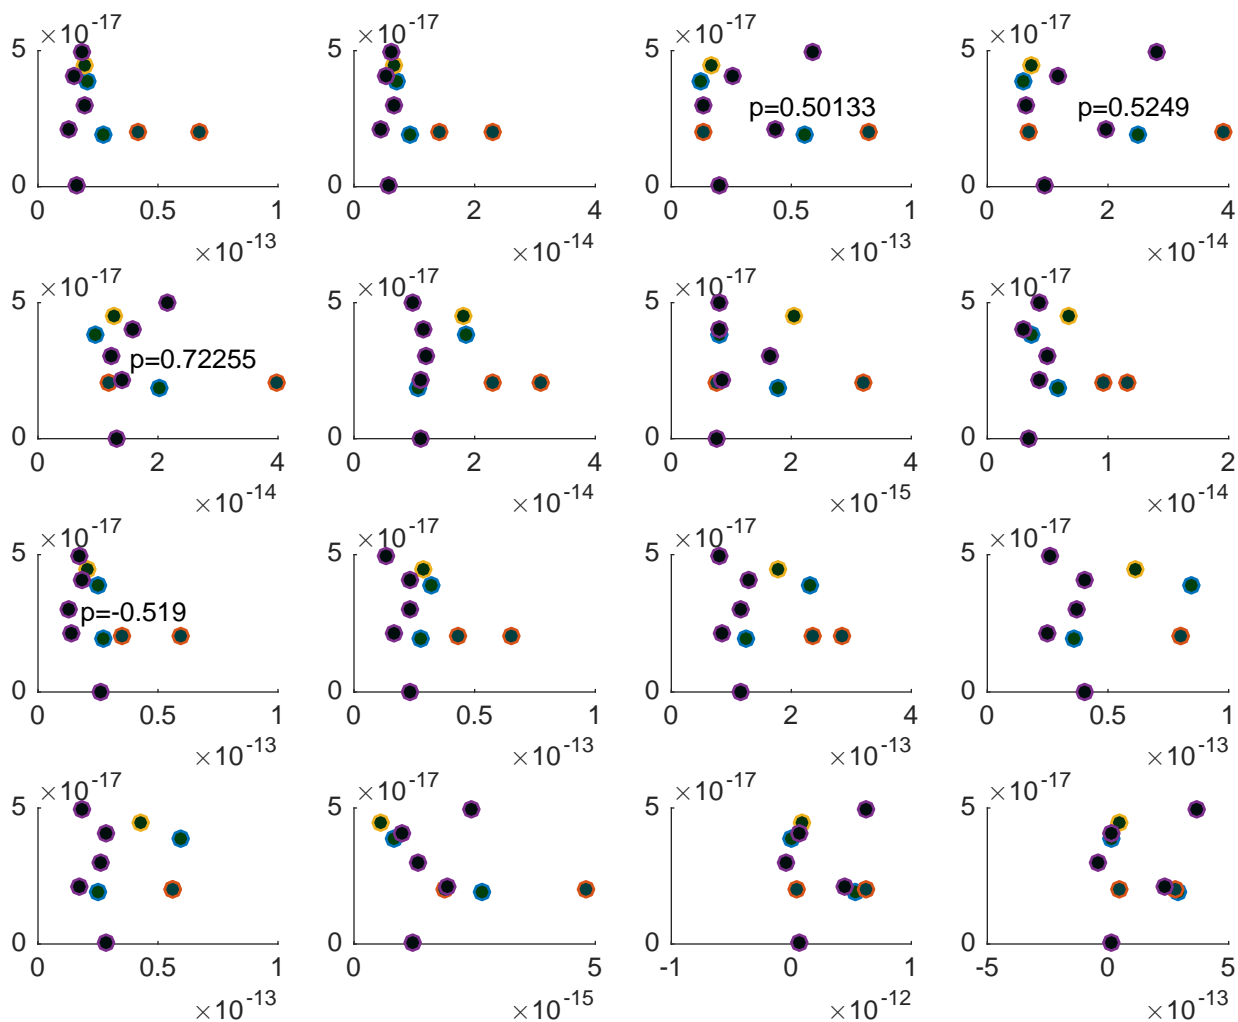 ×10-17 ×10-17 ×10-17 ×10-17
5 5 5 5
p=0.50133 p=0.5249
0 0 0 0
0 0.5 1 0 2 4 0 0.5 1 0 2 4
×10-13 ×10-14 ×10-13 ×10-14
×10-17 ×10-17 ×10-17 ×10-17
5 5 5 5
p=0.72255
0 0 0 0
0 2 4 0 2 4 0 2 4 0 1 2
×10-14 ×10-14 ×10-15 ×10-14
×10-17 ×10-17 ×10-17 ×10-17
5 5 5 5
p=-0.519
0 0 0 0
0 0.5 1 0 0.5 1 0 2 4 0 0.5 1
×10-13 ×10-13 ×10-13 ×10-13
×10-17 ×10-17 ×10-17 ×10-17
5 5 5 5
0 0 0 0
0 0.5 1 0 5 -1 0 1 -5 0 5
×10-13 ×10-15 ×10-12 ×10-13